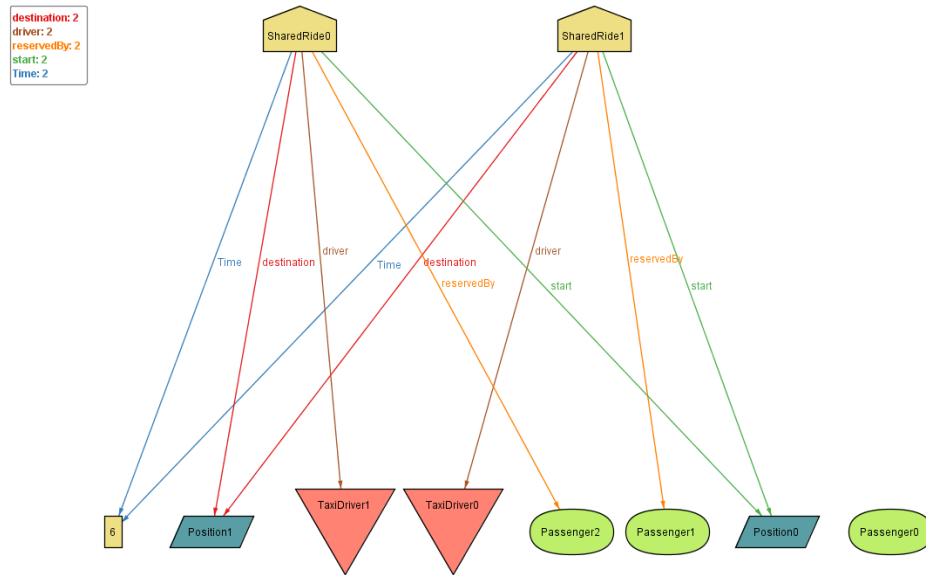 destination: 2
driver: 2
reservedBy: 2
start: 2
Time: 2
SharedRide0
SharedRide1
driver
reservedBy
Time
destination
Time
destination
driver
reservedBy
start
start
TaxiDriver1
TaxiDriver0
6
Position1
Passenger2
Passenger1
Position0
Passenger0